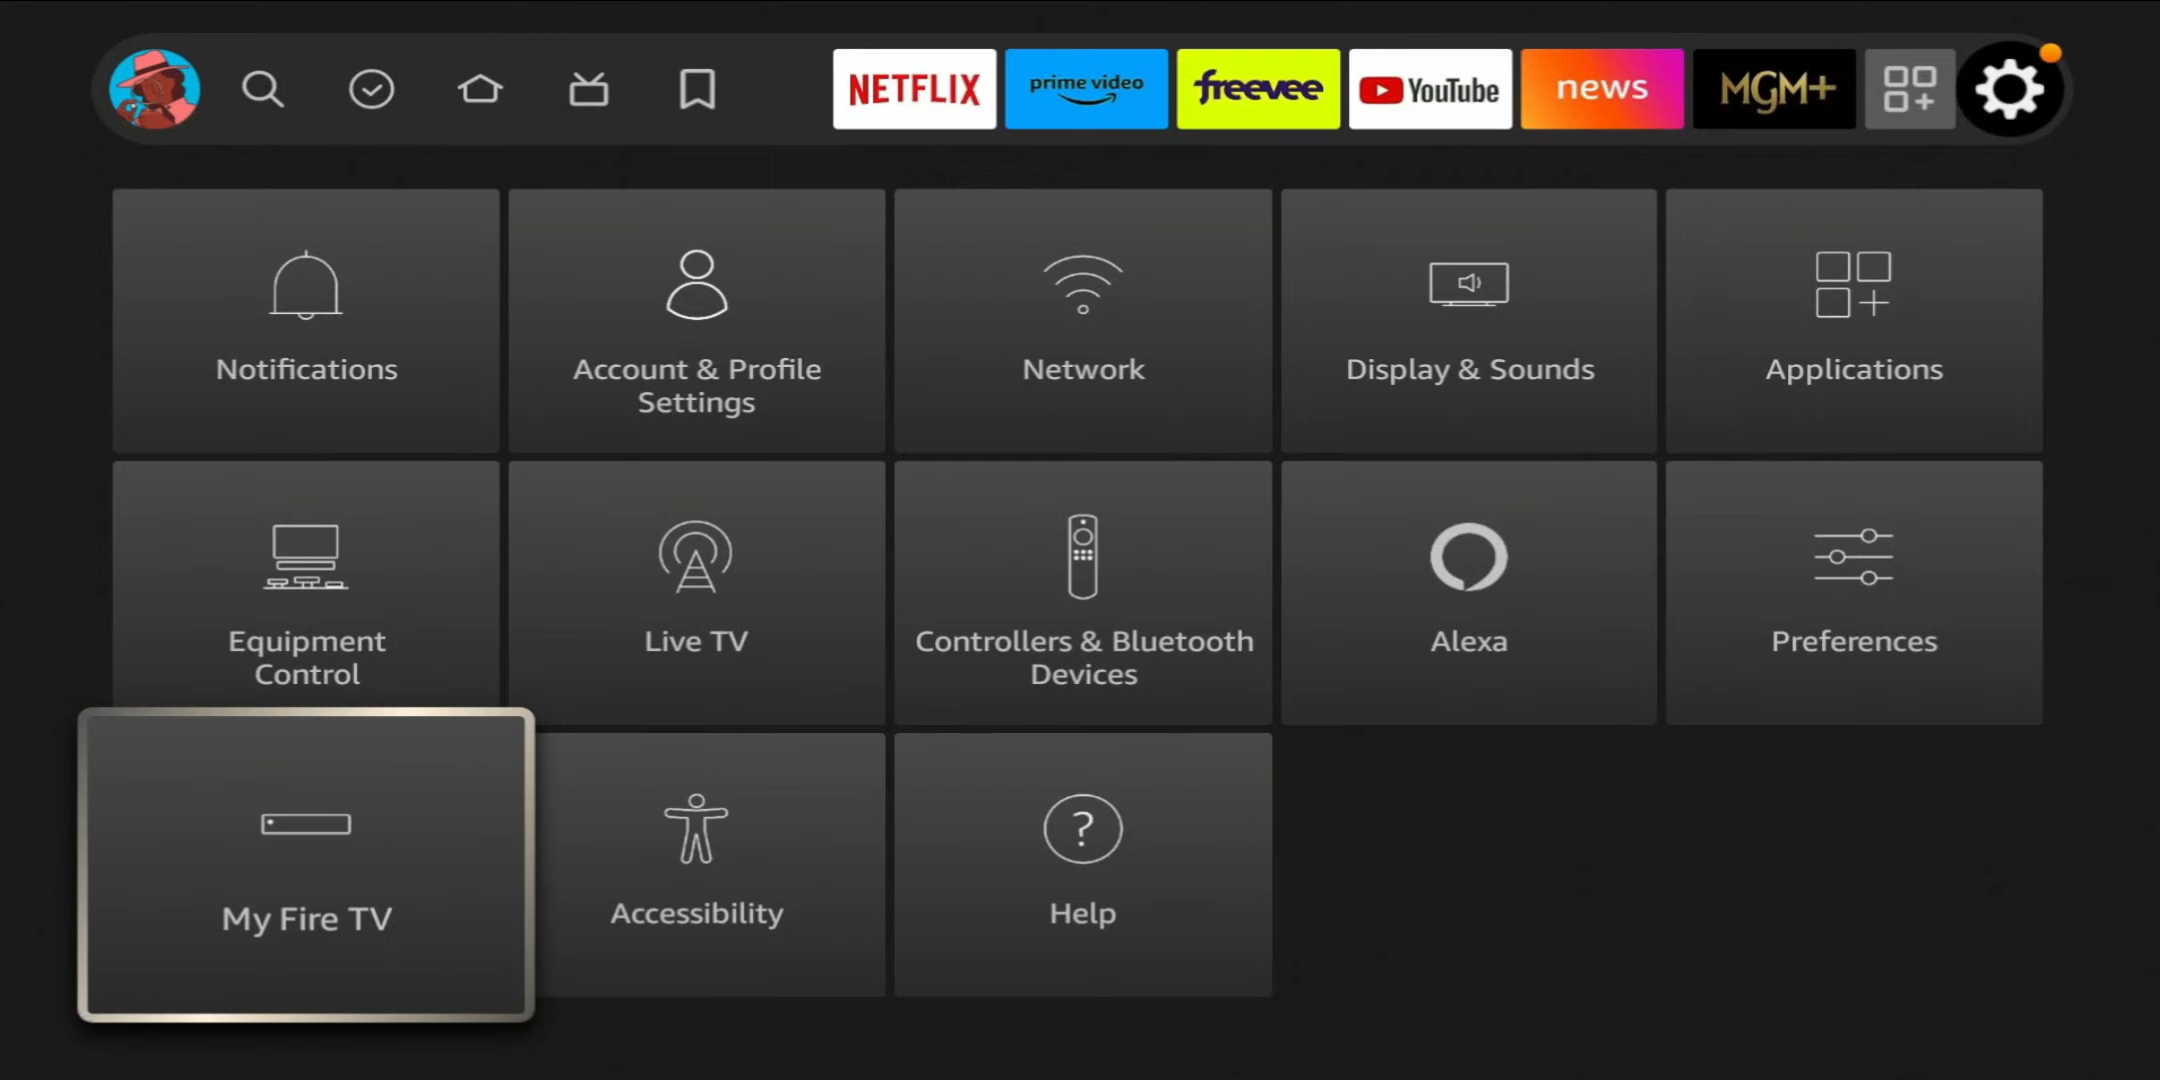 NETFLIX
prime video
freevee
YouTube
news
MGM+
Notifications
Account & Profile
Settings
Network
Display & Sounds
Applications
Equipment
Control
Live TV
Controllers & Bluetooth
Devices
Alexa
Preferences
My Fire TV
Accessibility
?
Help